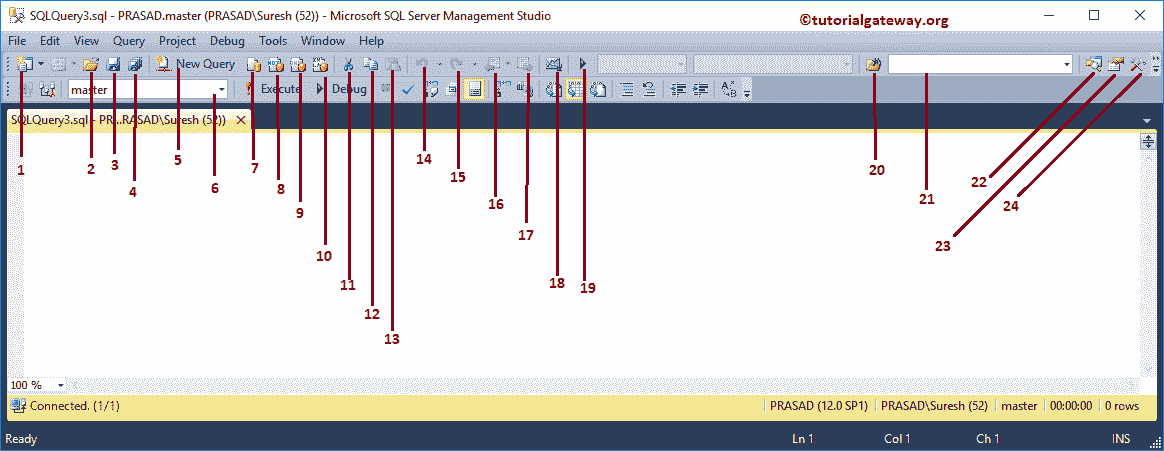 SQLQuery3.sql - PRASAD.master (PRASAD\Suresh (52)) - Microsoft SQL Server Management Studio
©tutorialgateway.org
File Edit View Query Project Debug Tools Window Help
New Query
master Execute Debug
SQLQuery3.sql - PR...RASAD\Suresh (52))
1 2 3 4 5 6 7 8 9 10 11 12 13 14 15 16 17 18 19 20 21 22 23 24
100 %
Connected. (1/1) PRASAD (12.0 SP1) PRASAD\Suresh (52) master 00:00:00 0 rows
Ready Ln 1 Col 1 Ch 1 INS